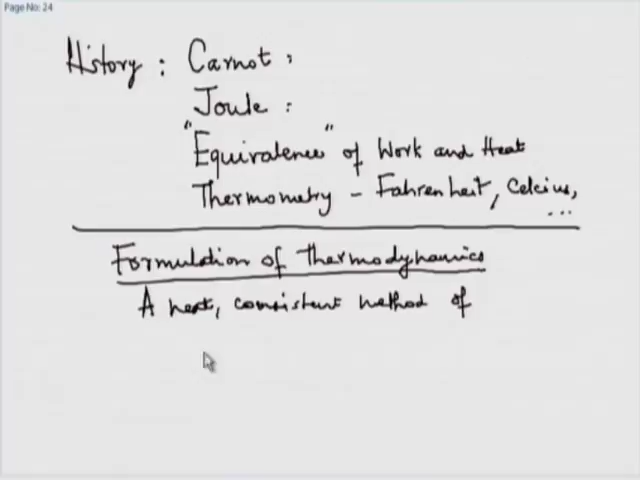 Page No: 24
History : Carnot :
Joule :
"Equivalence" of Work and Heat
Thermometry - Fahrenheit, Celcius,
...
Formulation of Thermodynamics
A neat, consistent method of